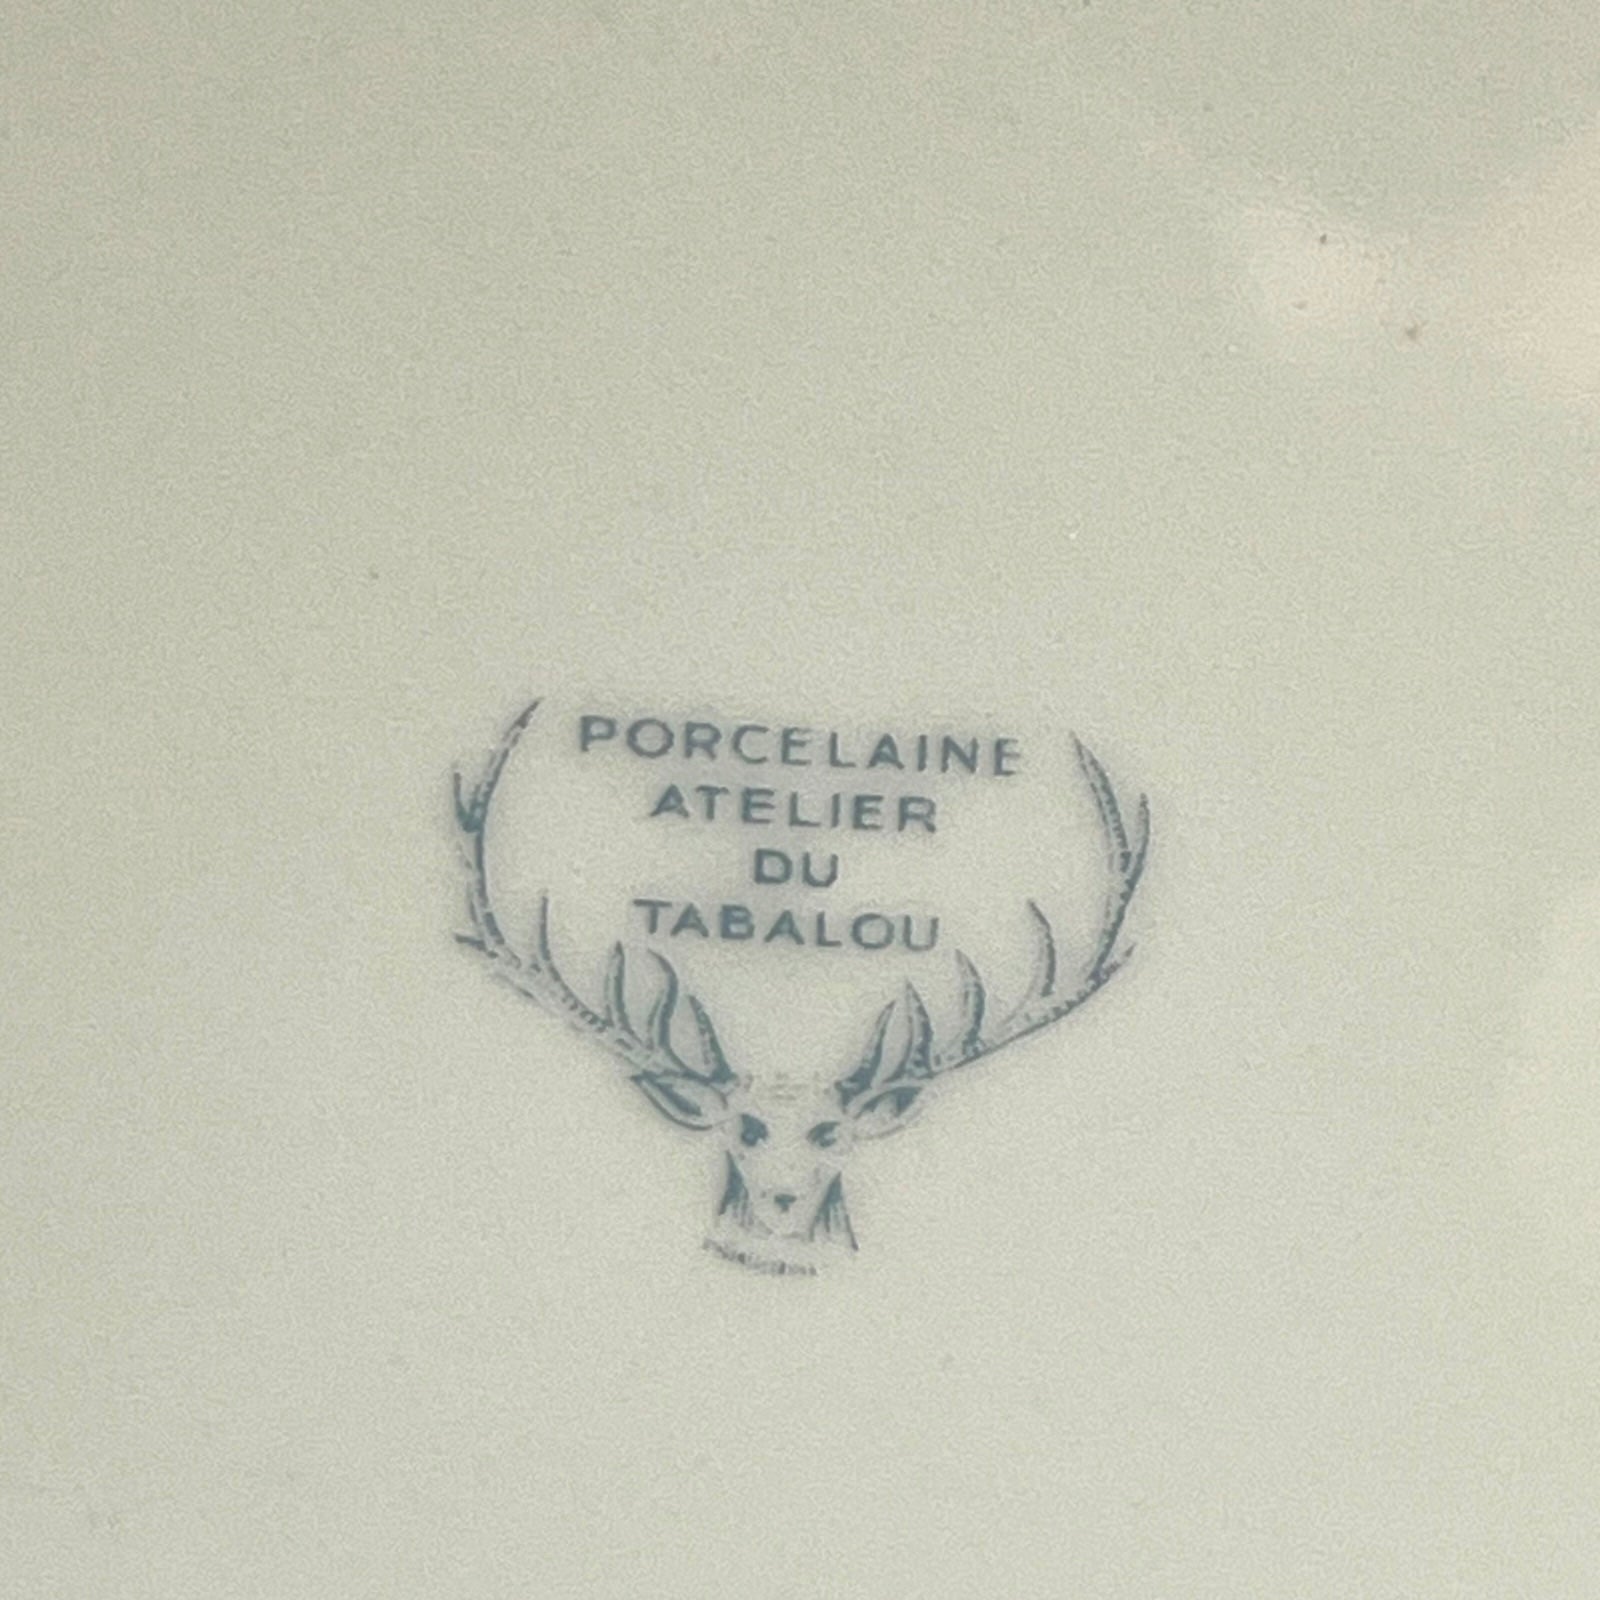 PORCELAINE
ATELIER
DU
TABALOU